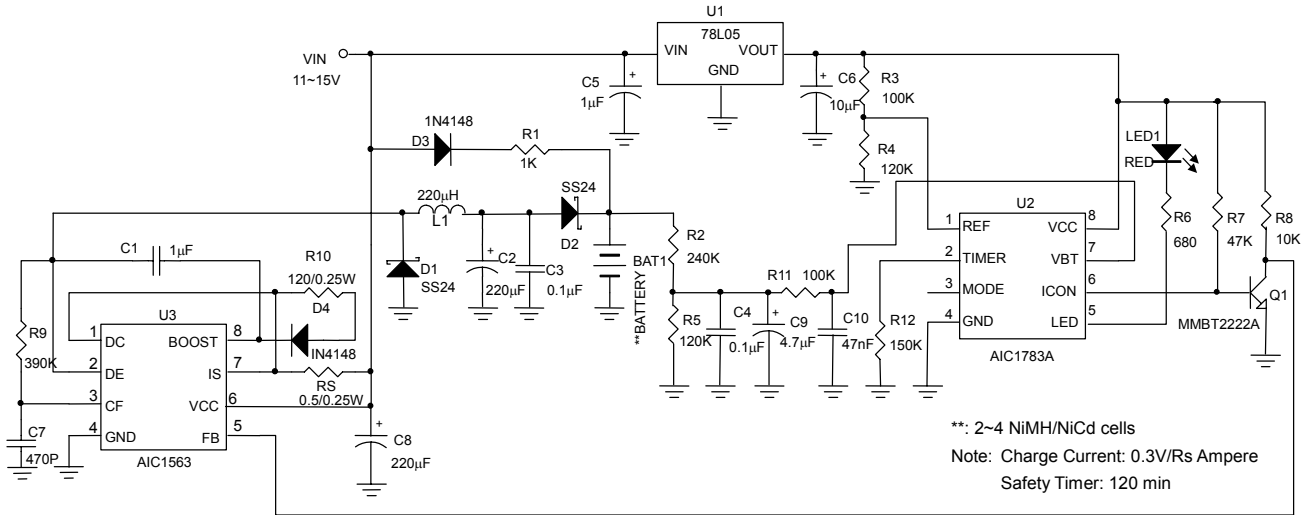 U1
78L05
VIN VOUT
GND
VIN
11~15V
C5
1μF
+
C6
10μF
+
R3
100K
R4
120K
1N4148
D3
R1
1K
LED1
RED
220μH
L1
SS24
D2
U2
1 REF VCC 8
2 TIMER VBT 7
3 MODE ICON 6
4 GND LED 5
AIC1783A
R6
680
R7
47K
R8
10K
Q1
MMBT2222A
C1
1μF
R10
120/0.25W
D4
D1
SS24
+
C2
220μF
C3
0.1μF
BAT1
**BATTERY
R2
240K
R11 100K
R5
120K
C4
0.1μF
+
C9
4.7μF
C10
47nF
R12
150K
R9
390K
U3
1 DC BOOST 8
2 DE IS 7
3 CF VCC 6
4 GND FB 5
AIC1563
IN4148
RS
0.5/0.25W
C7
470P
+
C8
220μF
**: 2~4 NiMH/NiCd cells
Note: Charge Current: 0.3V/Rs Ampere
Safety Timer: 120 min